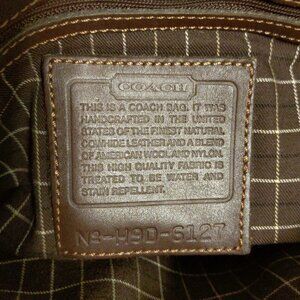 COACH
THIS IS A COACH BAG. IT WAS
HANDCRAFTED IN THE UNITED
STATES OF THE FINEST NATURAL
COWHIDE LEATHER AND A BLEND
OF AMERICAN WOOL AND NYLON.
THIS HIGH QUALITY FABRIC IS
TREATED TO BE WATER AND
STAIN REPELLENT.
Nº H9D-6127